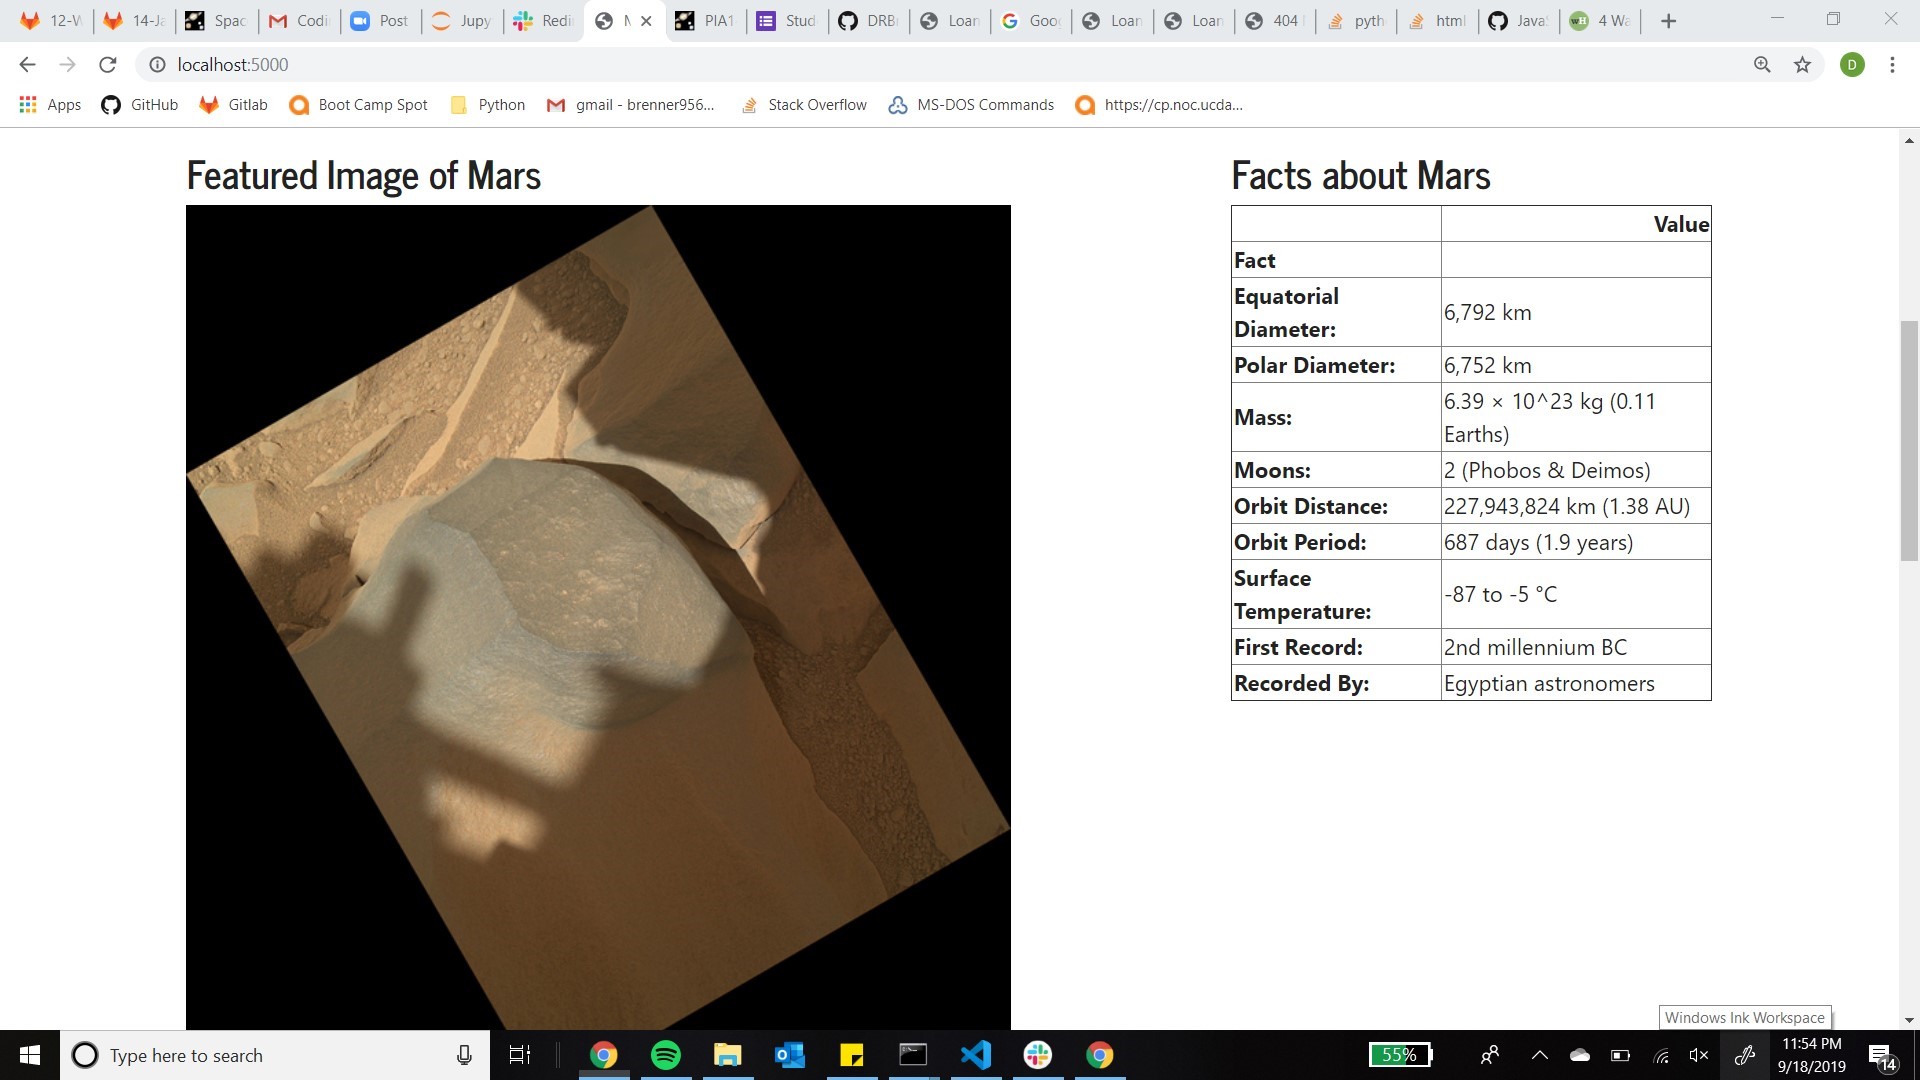 12-W
14-Ja
Spac
Codi
Post
Jupy
Redi
PIA1
Stud
DRB
Loan
Goo
Loan
Loan
404
pyth
html
Java
4 Wa
localhost:5000
D
Apps
GitHub
Gitlab
Boot Camp Spot
Python
gmail - brenner956...
Stack Overflow
MS-DOS Commands
https://cp.noc.ucda...
Featured Image of Mars
Facts about Mars
Value
Fact
Equatorial
Diameter:
6,792 km
Polar Diameter:
6,752 km
Mass:
6.39 × 10^23 kg (0.11
Earths)
Moons:
2 (Phobos & Deimos)
Orbit Distance:
227,943,824 km (1.38 AU)
Orbit Period:
687 days (1.9 years)
Surface
Temperature:
-87 to -5 °C
First Record:
2nd millennium BC
Recorded By:
Egyptian astronomers
Windows Ink Workspace
Type here to search
55%
11:54 PM
9/18/2019
14